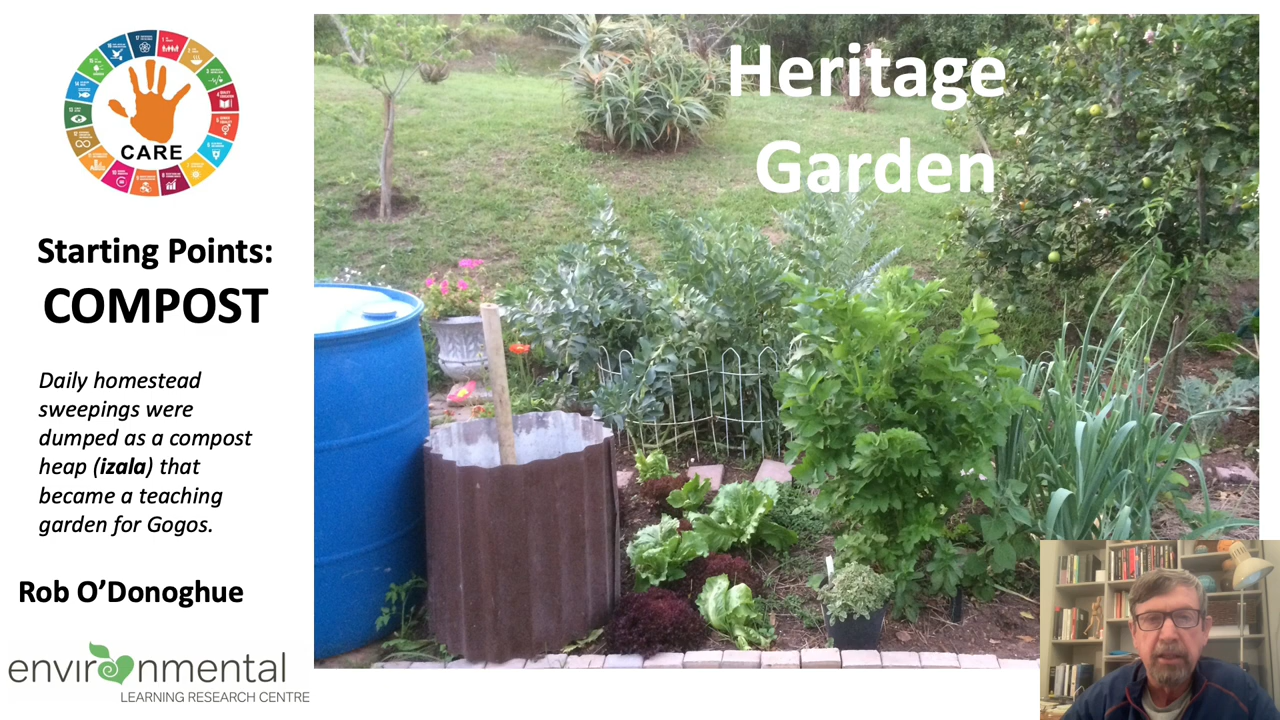 CARE
Starting Points:
COMPOST
Daily homestead
sweepings were
dumped as a compost
heap (izala) that
became a teaching
garden for Gogos.
Rob O’Donoghue
environmental
LEARNING RESEARCH CENTRE
Heritage
Garden